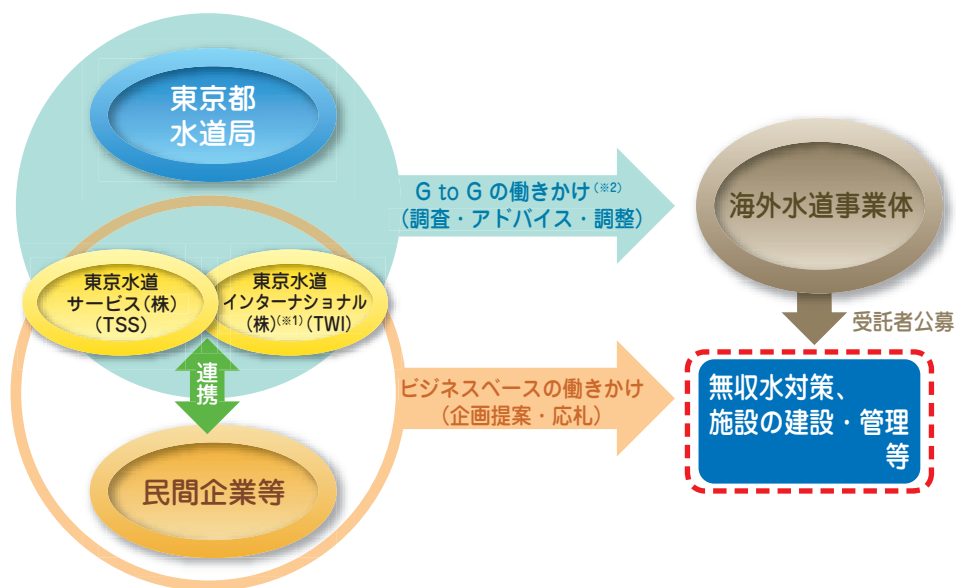 東京都
水道局
G to G の働きかけ(※2)
(調査・アドバイス・調整)
海外水道事業体
東京水道
サービス(株)
(TSS)
東京水道
インターナショナル
(株)(※1)(TWI)
受託者公募
連携
ビジネスベースの働きかけ
(企画提案・応札)
無収水対策、
施設の建設・管理
等
民間企業等